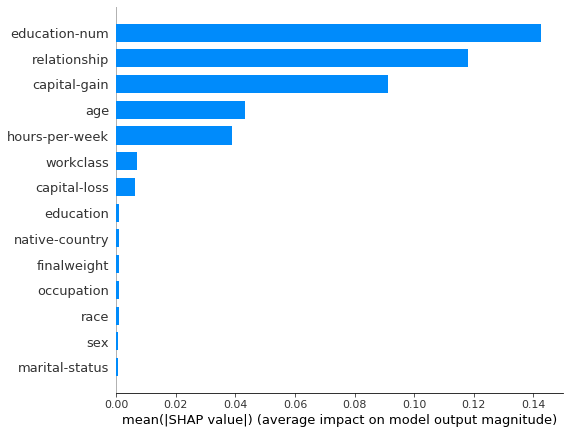 education-num
relationship
capital-gain
age
hours-per-week
workclass
capital-loss
education
native-country
finalweight
occupation
race
sex
marital-status
0.00 0.02 0.04 0.06 0.08 0.10 0.12 0.14
mean(|SHAP value|) (average impact on model output magnitude)